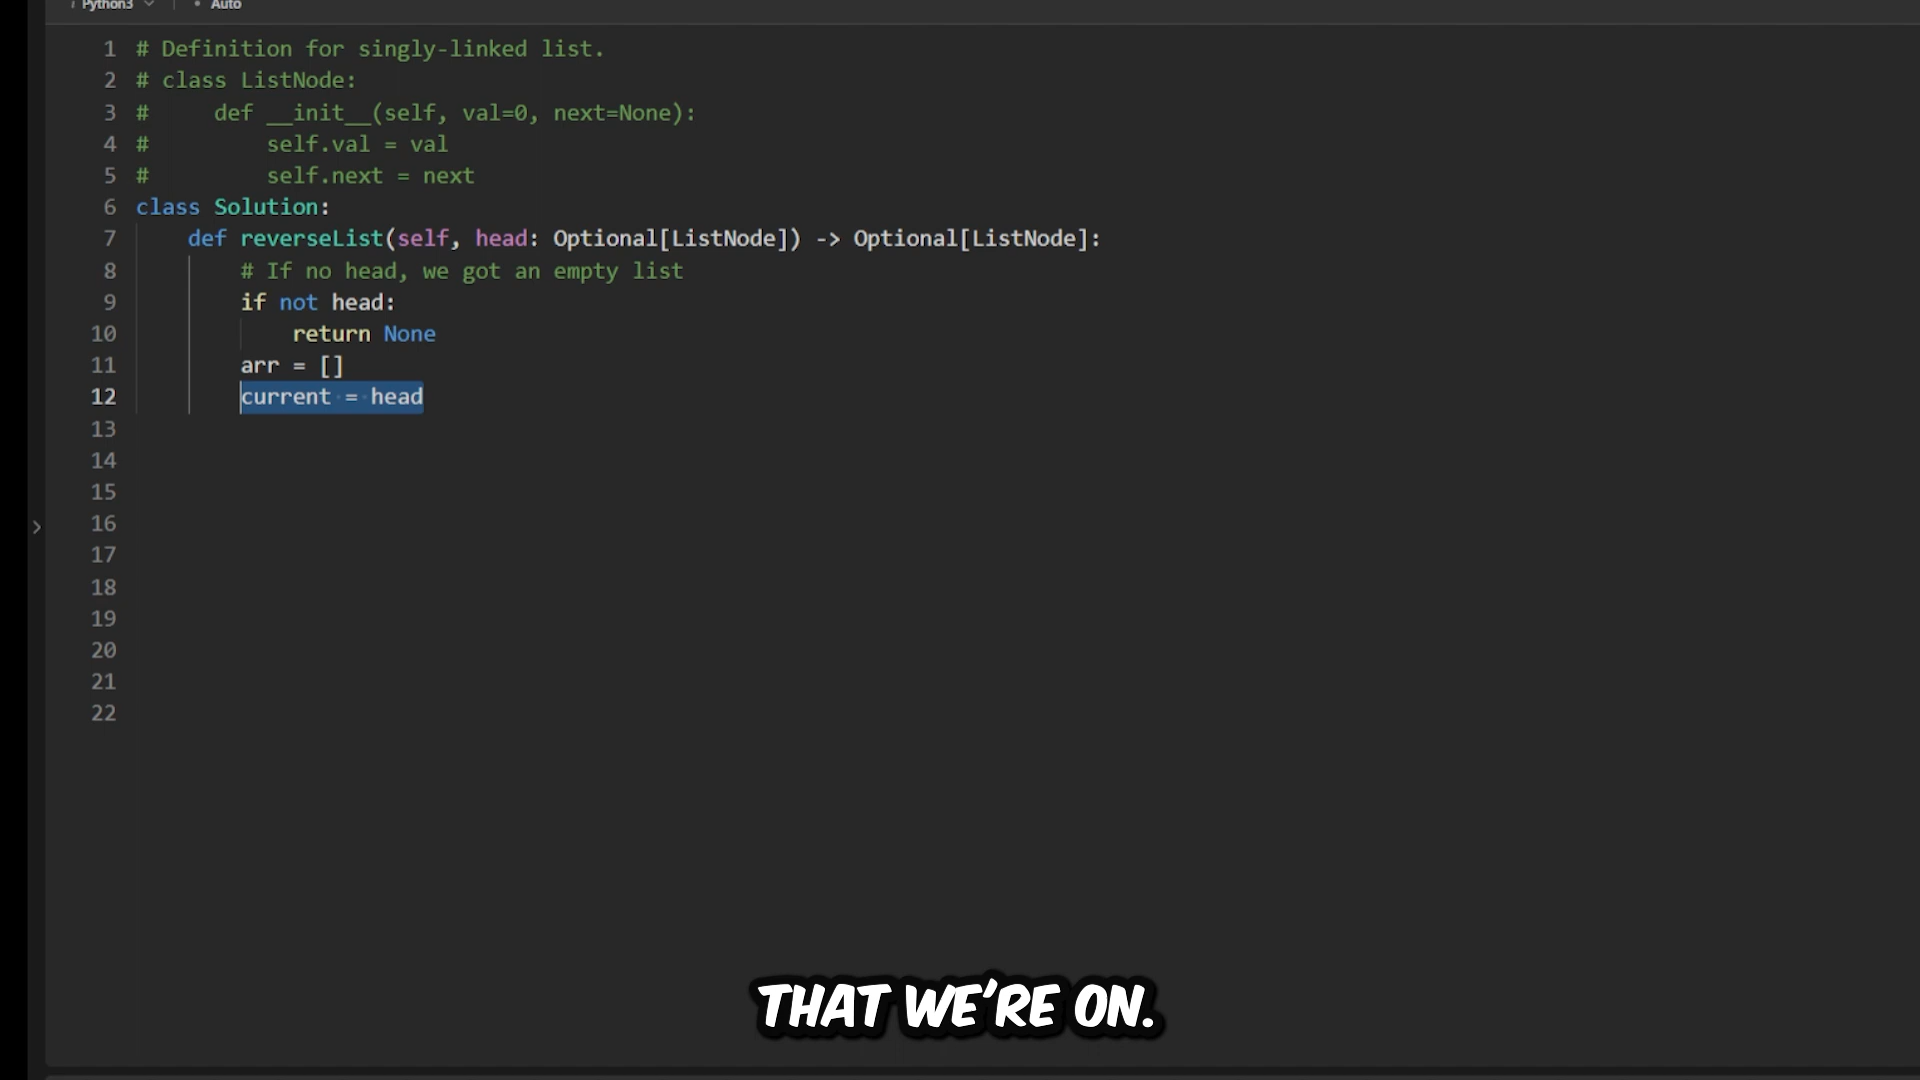 Python3 Auto
1 # Definition for singly-linked list.
2 # class ListNode:
3 #     def __init__(self, val=0, next=None):
4 #         self.val = val
5 #         self.next = next
6 class Solution:
7     def reverseList(self, head: Optional[ListNode]) -> Optional[ListNode]:
8         # If no head, we got an empty list
9         if not head:
10             return None
11         arr = []
12         current = head
13
14
15
16
17
18
19
20
21
22
THAT WE'RE ON.